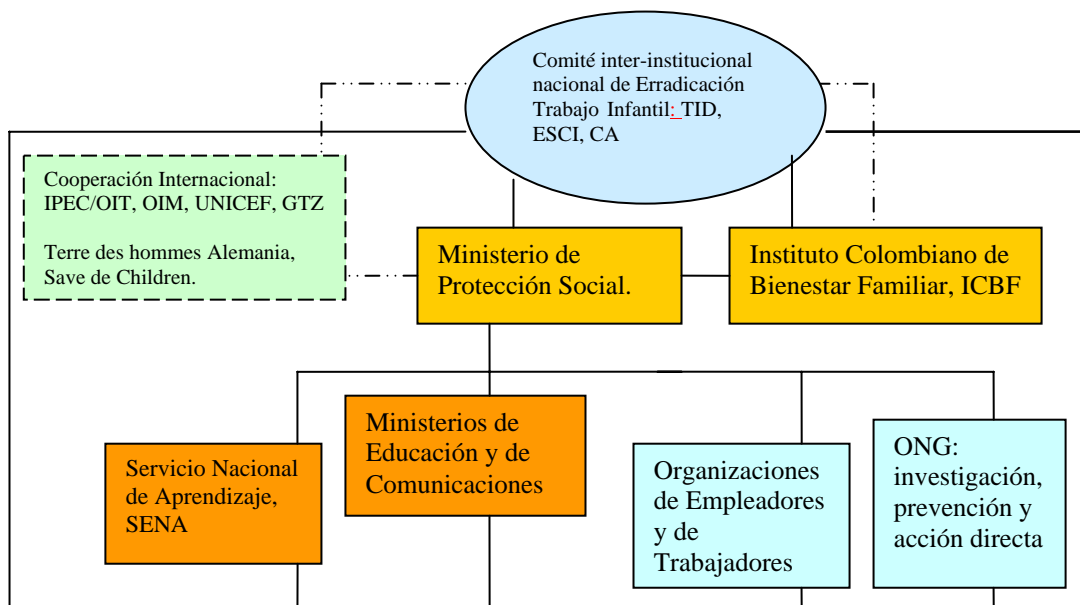 Comité inter-institucional
nacional de Erradicación
Trabajo Infantil: TID,
ESCI, CA
Cooperación Internacional:
IPEC/OIT, OIM, UNICEF, GTZ
Terre des hommes Alemania,
Save de Children.
Ministerio de
Protección Social.
Instituto Colombiano de
Bienestar Familiar, ICBF
Servicio Nacional
de Aprendizaje,
SENA
Ministerios de
Educación y de
Comunicaciones
Organizaciones
de Empleadores
y de
Trabajadores
ONG:
investigación,
prevención y
acción directa